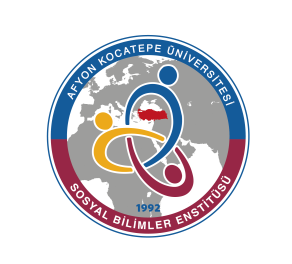 AFYON KOCATEPE ÜNİVERSİTESİ
1992
SOSYAL BİLİMLER ENSTİTÜSÜ